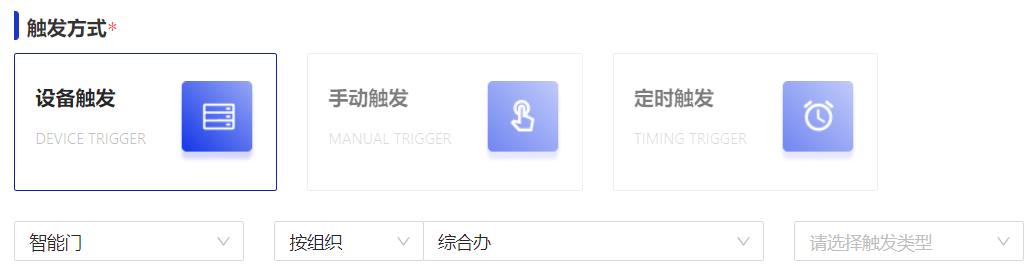 触发方式*
设备触发
DEVICE TRIGGER
手动触发
MANUAL TRIGGER
定时触发
TIMING TRIGGER
智能门 按组织 综合办 请选择触发类型